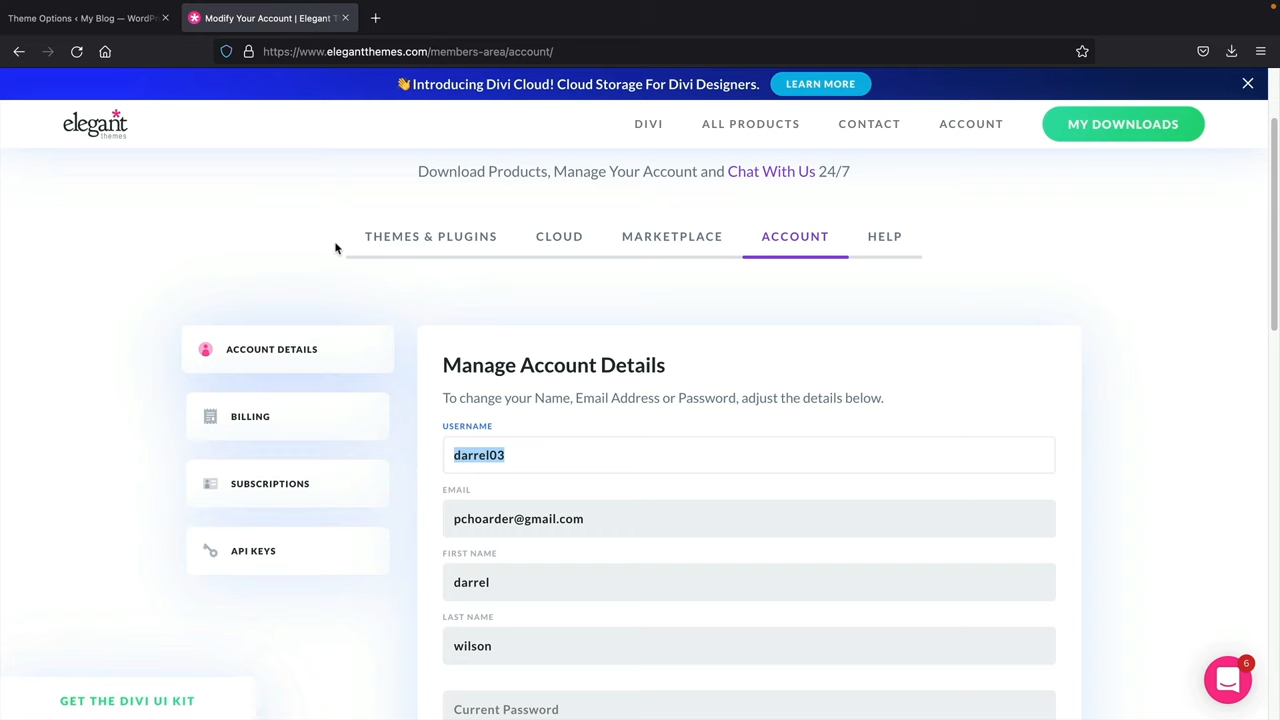 Theme Options ‹ My Blog — WordPr
Modify Your Account | Elegant T
https://www.elegantthemes.com/members-area/account/
👋Introducing Divi Cloud! Cloud Storage For Divi Designers.
LEARN MORE
elegant themes
DIVI
ALL PRODUCTS
CONTACT
ACCOUNT
MY DOWNLOADS
Download Products, Manage Your Account and Chat With Us 24/7
THEMES & PLUGINS
CLOUD
MARKETPLACE
ACCOUNT
HELP
ACCOUNT DETAILS
BILLING
SUBSCRIPTIONS
API KEYS
Manage Account Details
To change your Name, Email Address or Password, adjust the details below.
USERNAME
darrel03
EMAIL
pchoarder@gmail.com
FIRST NAME
darrel
LAST NAME
wilson
Current Password
GET THE DIVI UI KIT
6